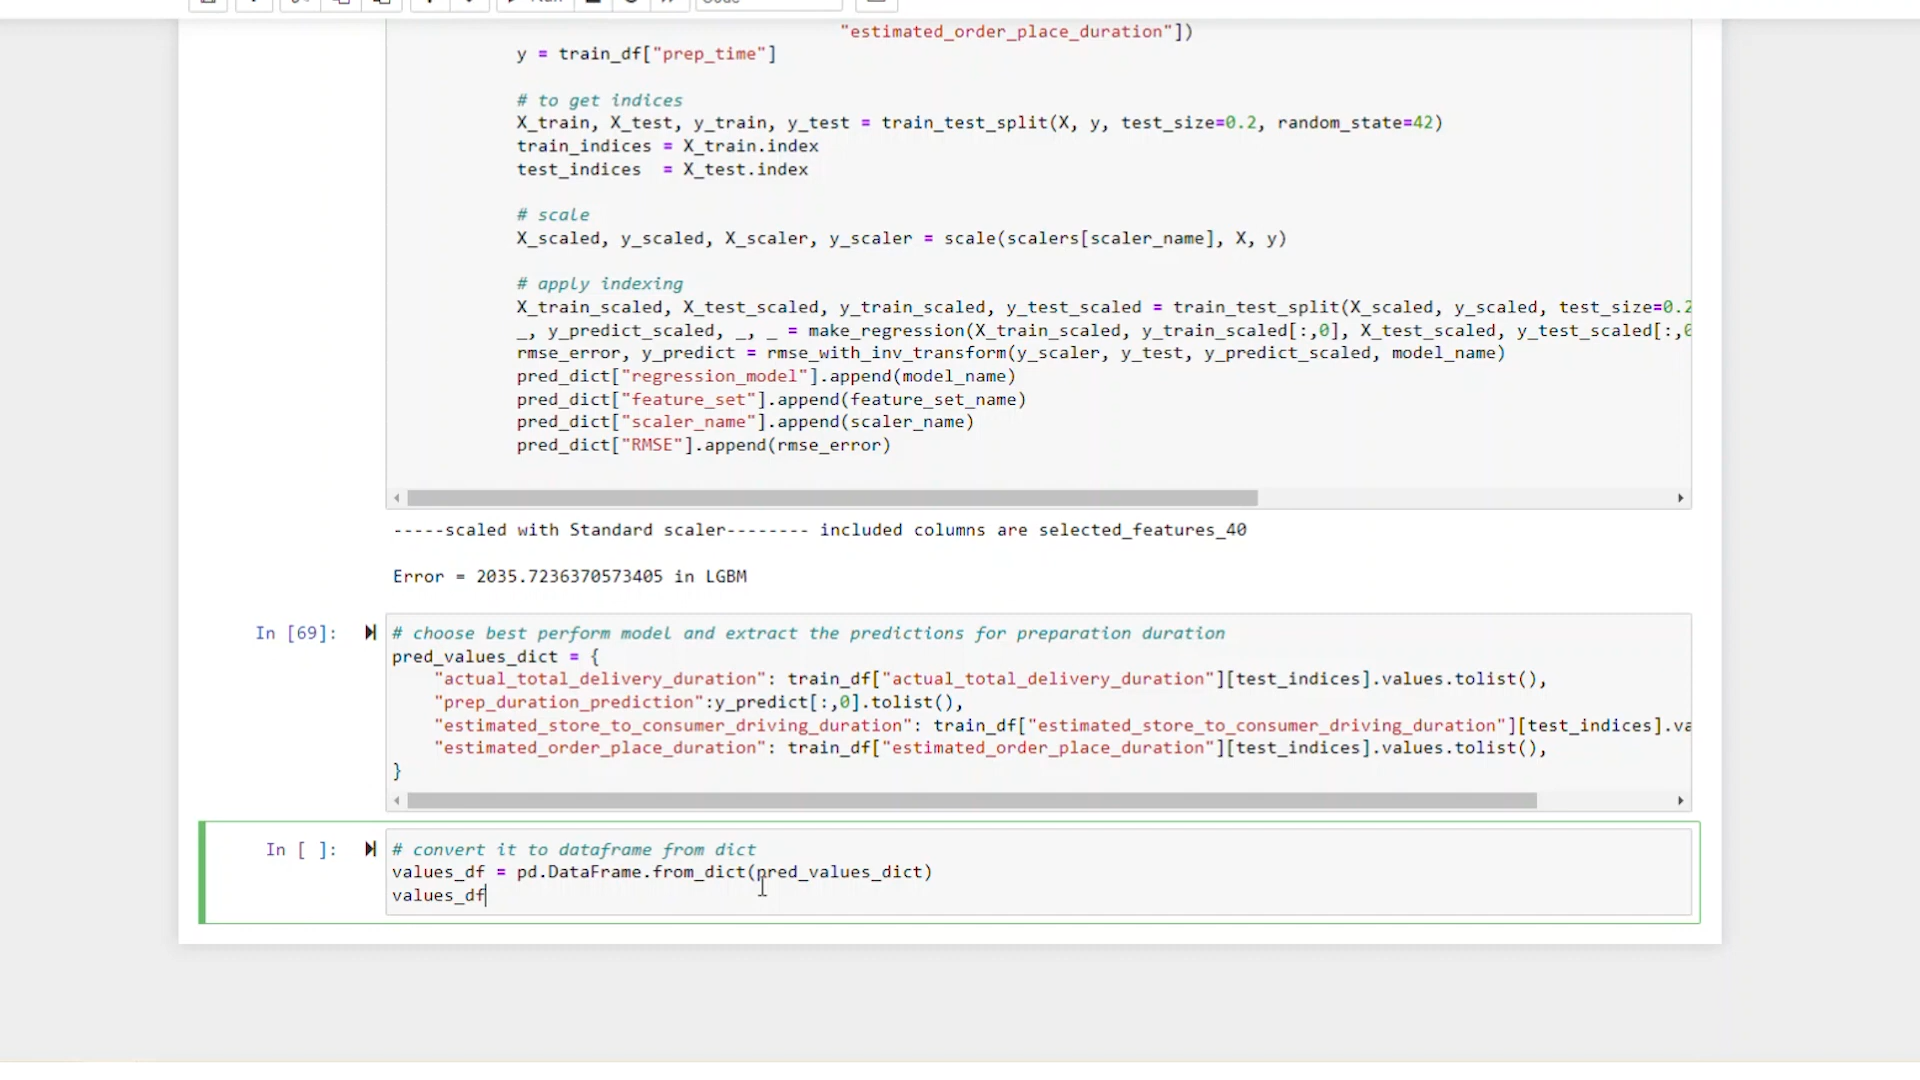 "estimated_order_place_duration"])
y = train_df["prep_time"]
# to get indices
X_train, X_test, y_train, y_test = train_test_split(X, y, test_size=0.2, random_state=42)
train_indices = X_train.index
test_indices  = X_test.index
# scale
X_scaled, y_scaled, X_scaler, y_scaler = scale(scalers[scaler_name], X, y)
# apply indexing
X_train_scaled, X_test_scaled, y_train_scaled, y_test_scaled = train_test_split(X_scaled, y_scaled, test_size=0.2
_, y_predict_scaled, _, _ = make_regression(X_train_scaled, y_train_scaled[:,0], X_test_scaled, y_test_scaled[:,0
rmse_error, y_predict = rmse_with_inv_transform(y_scaler, y_test, y_predict_scaled, model_name)
pred_dict["regression_model"].append(model_name)
pred_dict["feature_set"].append(feature_set_name)
pred_dict["scaler_name"].append(scaler_name)
pred_dict["RMSE"].append(rmse_error)
-----scaled with Standard scaler-------- included columns are selected_features_40
Error = 2035.7236370573405 in LGBM
In [69]:
# choose best perform model and extract the predictions for preparation duration
pred_values_dict = {
"actual_total_delivery_duration": train_df["actual_total_delivery_duration"][test_indices].values.tolist(),
"prep_duration_prediction":y_predict[:,0].tolist(),
"estimated_store_to_consumer_driving_duration": train_df["estimated_store_to_consumer_driving_duration"][test_indices].va
"estimated_order_place_duration": train_df["estimated_order_place_duration"][test_indices].values.tolist(),
}
In [ ]:
# convert it to dataframe from dict
values_df = pd.DataFrame.from_dict(pred_values_dict)
values_df